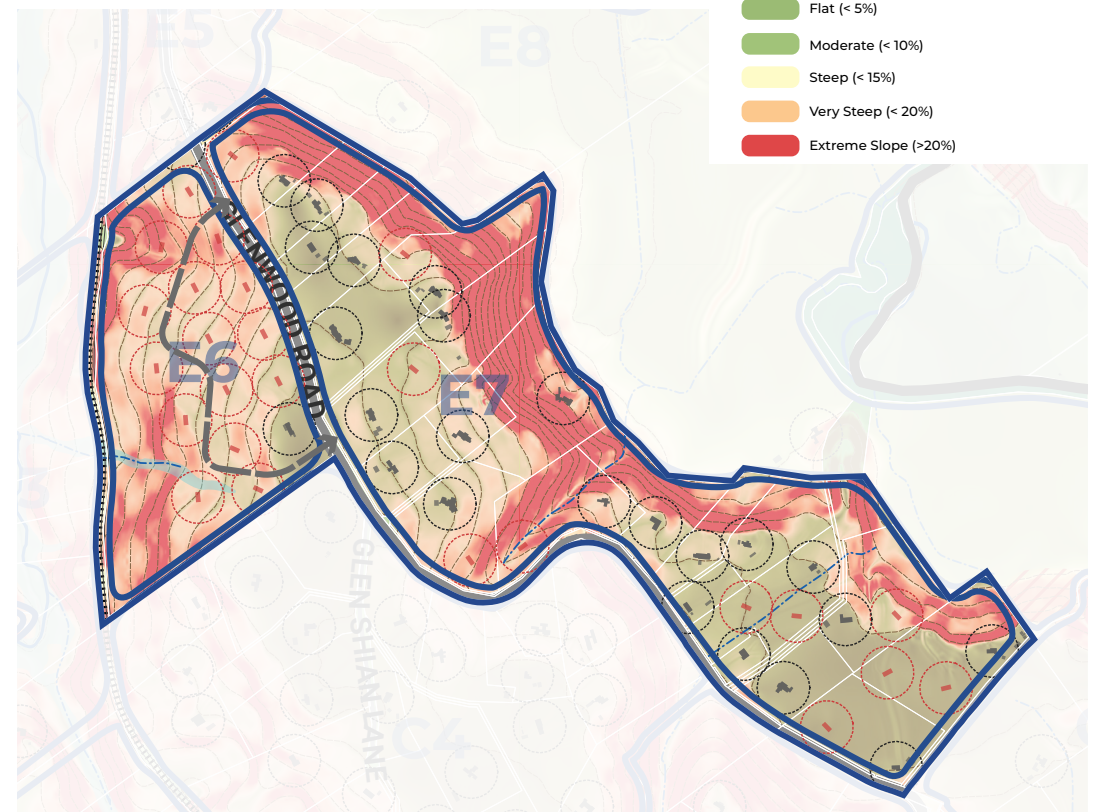 Flat (< 5%)
Moderate (< 10%)
Steep (< 15%)
Very Steep (< 20%)
Extreme Slope (>20%)
E5
E8
GLENWOOD ROAD
E6
E7
GLEN SHIAN LANE
C4